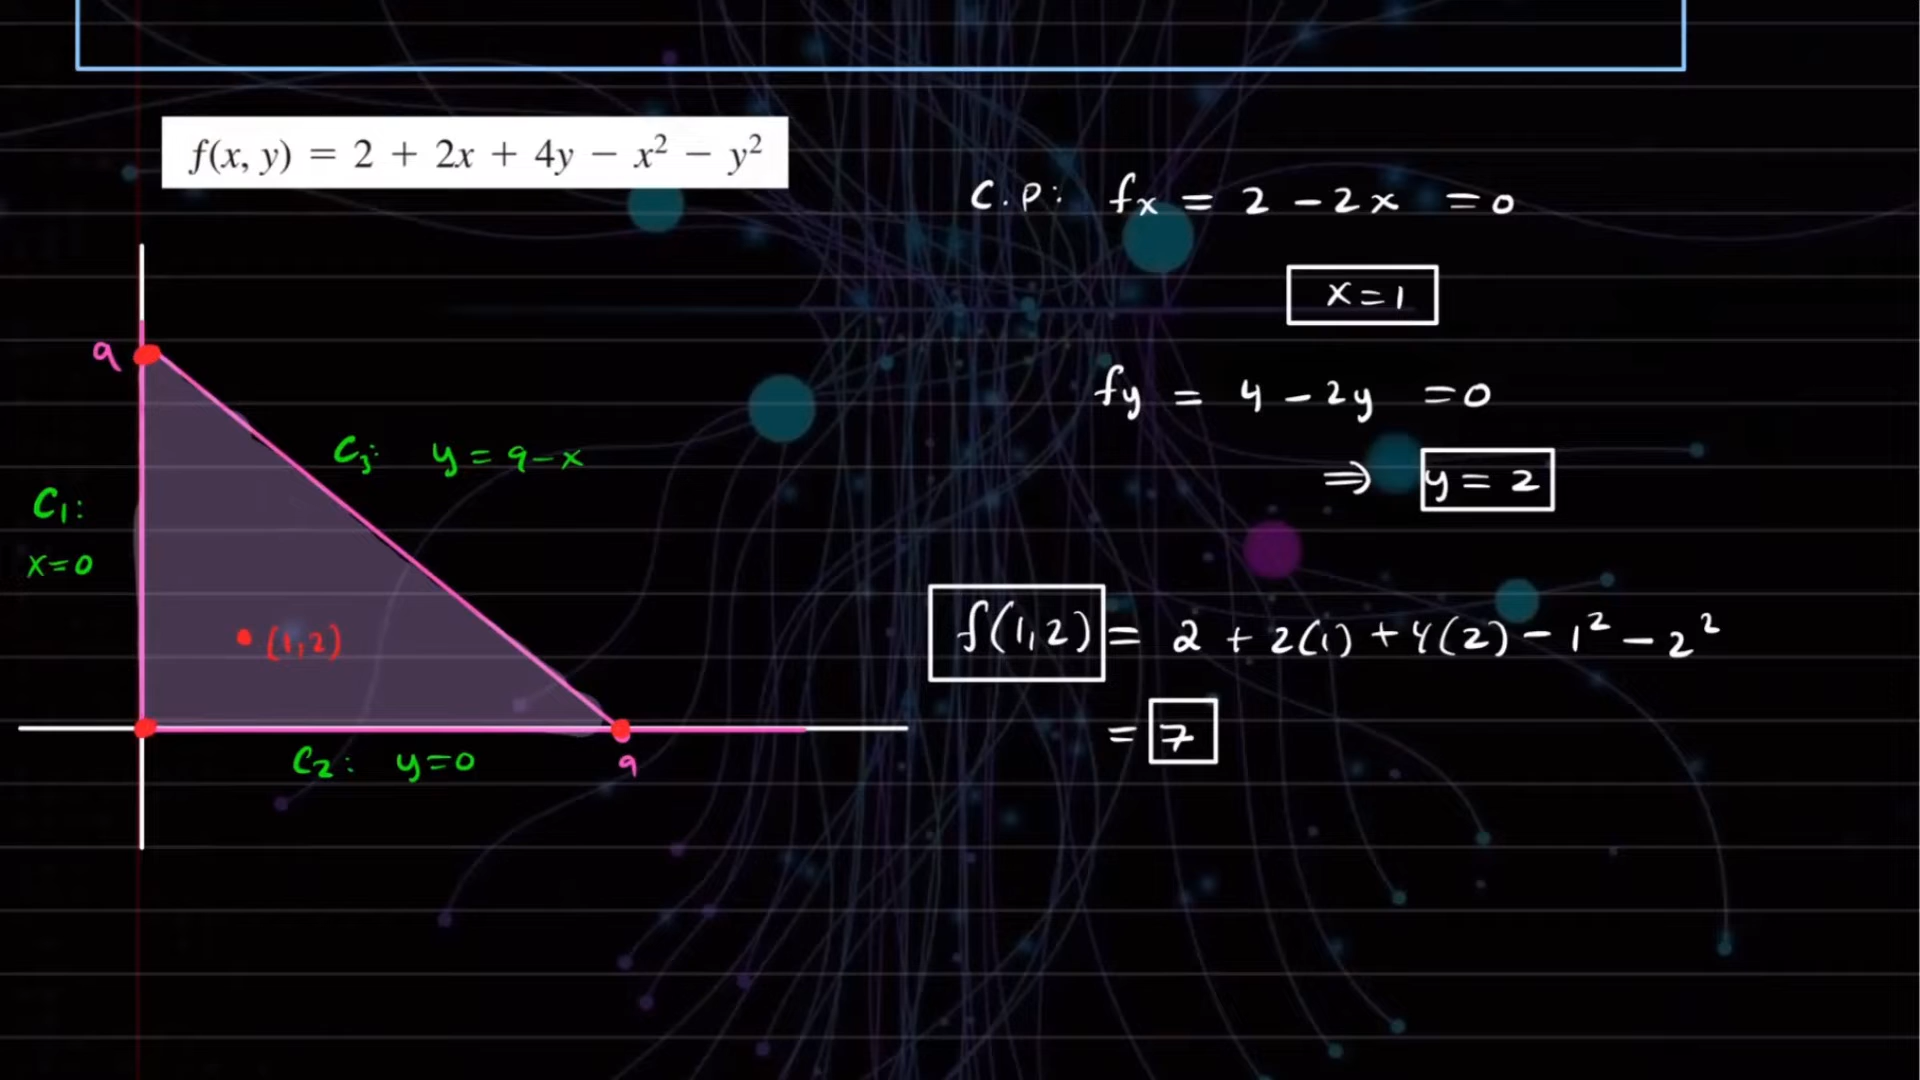 f(x, y) = 2 + 2x + 4y − x² − y²
C.P: fx = 2 − 2x = 0
x = 1
fy = 4 − 2y = 0
⇒ y = 2
9
C₃: y = 9 − x
C₁:
x = 0
(1,2)
C₂: y = 0
9
f(1,2) = 2 + 2(1) + 4(2) − 1² − 2²
= 7